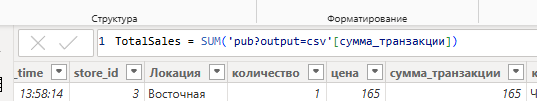 Структура Форматирование
1 TotalSales = SUM('pub?output=csv'[сумма_транзакции])
_time store_id Локация количество цена сумма_транзакции
13:58:14 3 Восточная 1 165 165